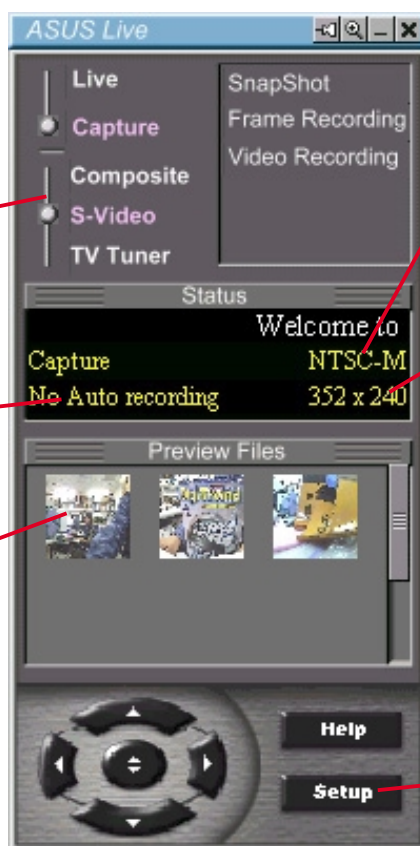 ASUS Live
Live
Capture
Composite
S-Video
TV Tuner
SnapShot
Frame Recording
Video Recording
Status
Welcome to
Capture NTSC-M
No Auto recording 352 x 240
Preview Files
Help
Setup